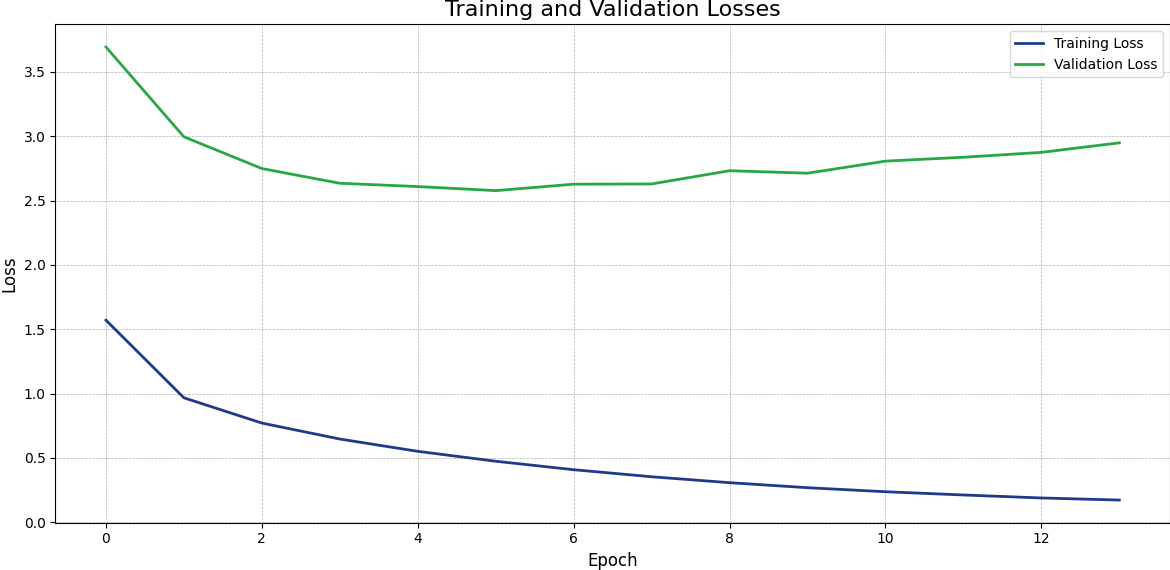 Training and Validation Losses
Training Loss
Validation Loss
3.5
3.0
2.5
2.0
1.5
1.0
0.5
0.0
Loss
0 2 4 6 8 10 12
Epoch